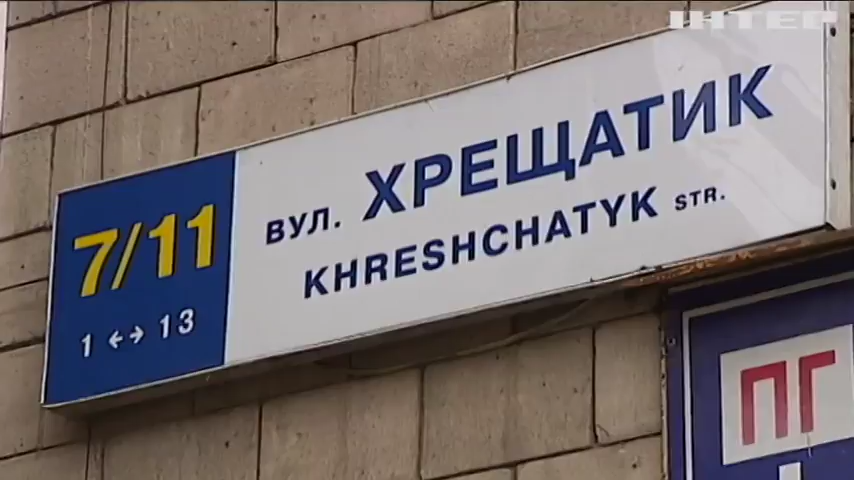 ІНТЕР
7/11
1 ↔ 13
ВУЛ. ХРЕЩАТИК
KHRESHCHATYK STR.
ПГ